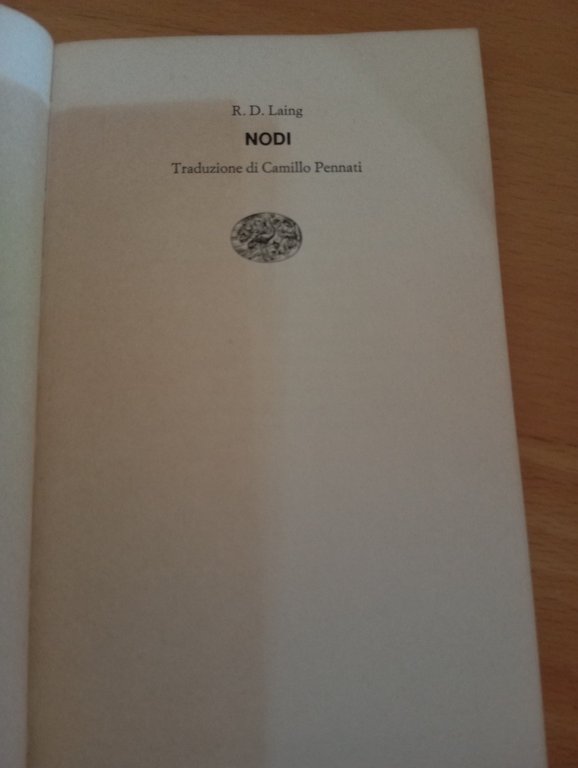 R. D. Laing
NODI
Traduzione di Camillo Pennati